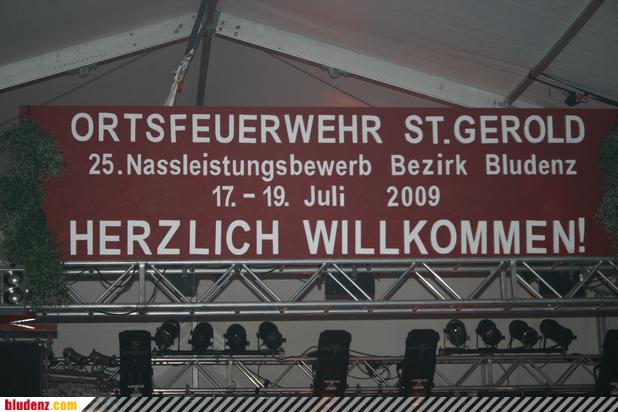 ORTSFEUERWEHR ST.GEROLD
25.Nassleistungsbewerb Bezirk Bludenz
17.-19. Juli 2009
HERZLICH WILLKOMMEN!
bludenz.com